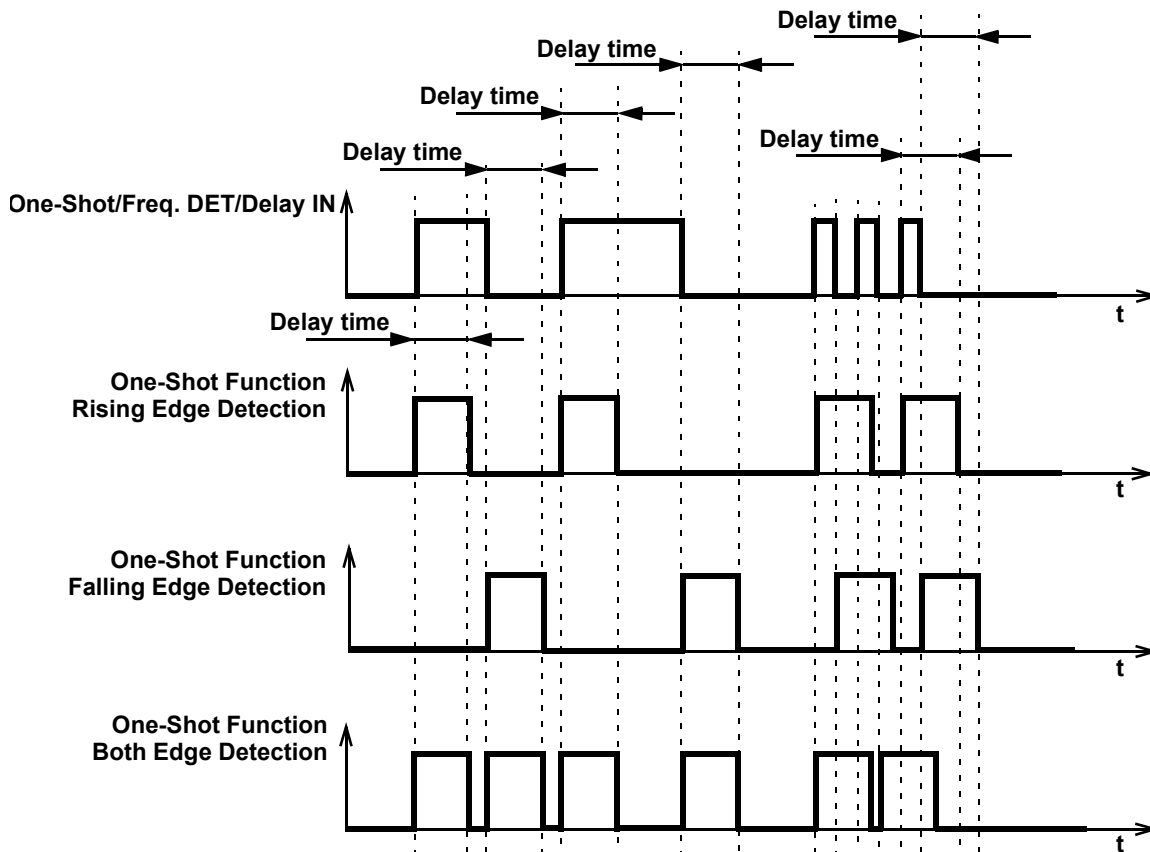 Delay time
Delay time
Delay time
Delay time
Delay time
One-Shot/Freq. DET/Delay IN
t
Delay time
One-Shot Function
Rising Edge Detection
t
One-Shot Function
Falling Edge Detection
t
One-Shot Function
Both Edge Detection
t